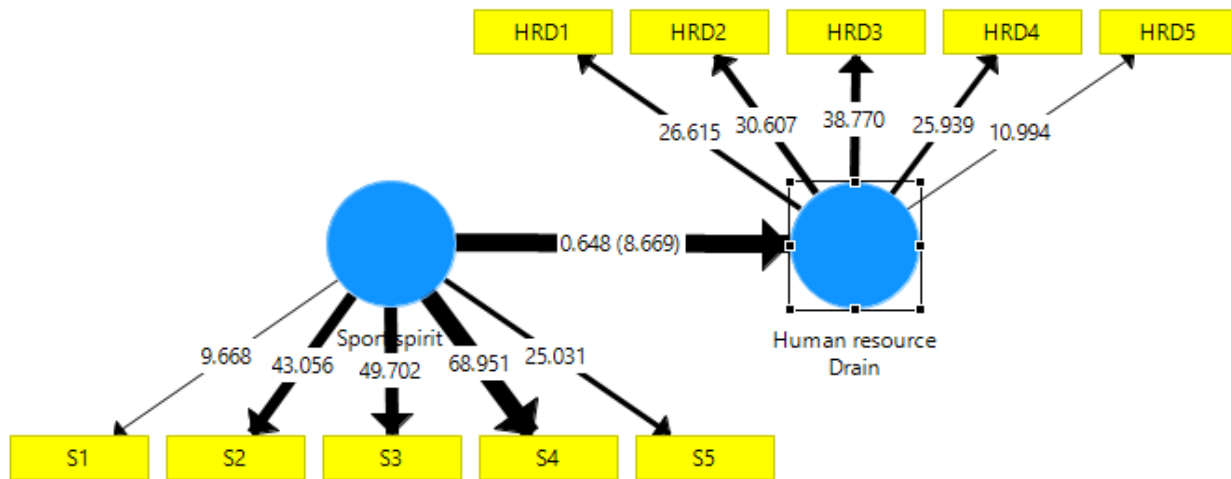 HRD1 HRD2 HRD3 HRD4 HRD5
26.615 30.607 38.770 25.939 10.994
0.648 (8.669)
Sport spirit
Human resource
Drain
9.668 43.056 49.702 68.951 25.031
S1 S2 S3 S4 S5